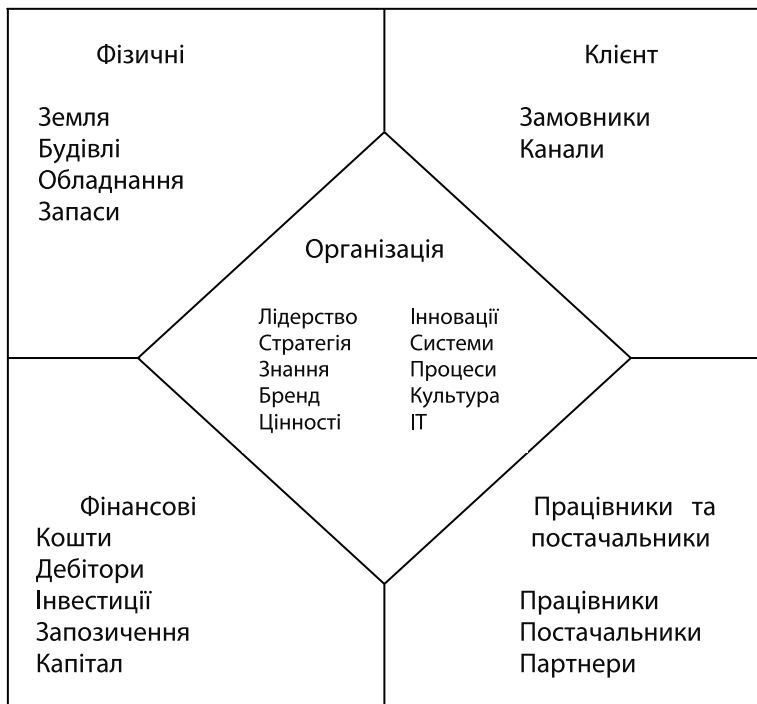 Фізичні
Земля
Будівлі
Обладнання
Запаси
Клієнт
Замовники
Канали
Організація
Лідерство
Стратегія
Знання
Бренд
Цінності
Інновації
Системи
Процеси
Культура
ІТ
Фінансові
Кошти
Дебітори
Інвестиції
Запозичення
Капітал
Працівники та
постачальники
Працівники
Постачальники
Партнери